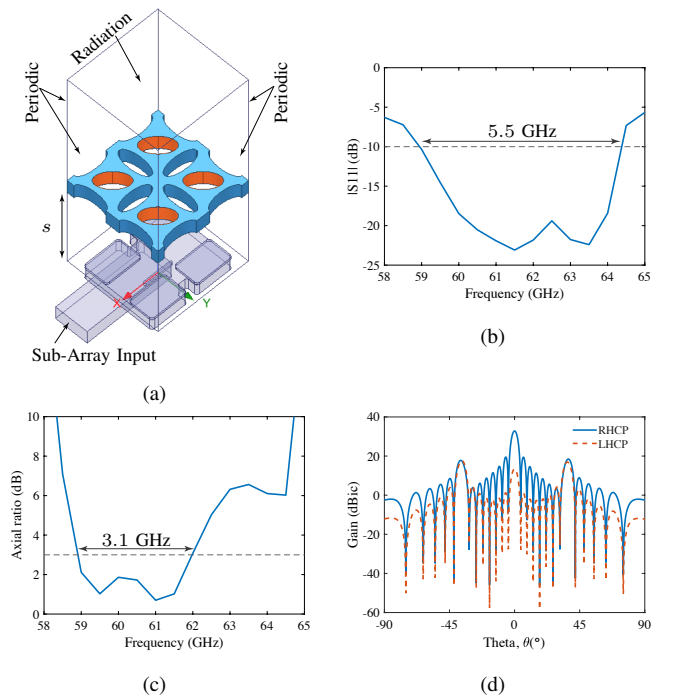 Radiation
Periodic
Periodic
s
X
Y
Sub-Array Input
(a)
0
-5
-10
-15
-20
-25
|S11| (dB)
5.5 GHz
58 59 60 61 62 63 64 65
Frequency (GHz)
(b)
10
8
6
4
2
0
Axial ratio (dB)
3.1 GHz
58 59 60 61 62 63 64 65
Frequency (GHz)
(c)
40
20
0
-20
-40
-60
Gain (dBic)
RHCP
LHCP
-90 -45 0 45 90
Theta, θ(°)
(d)